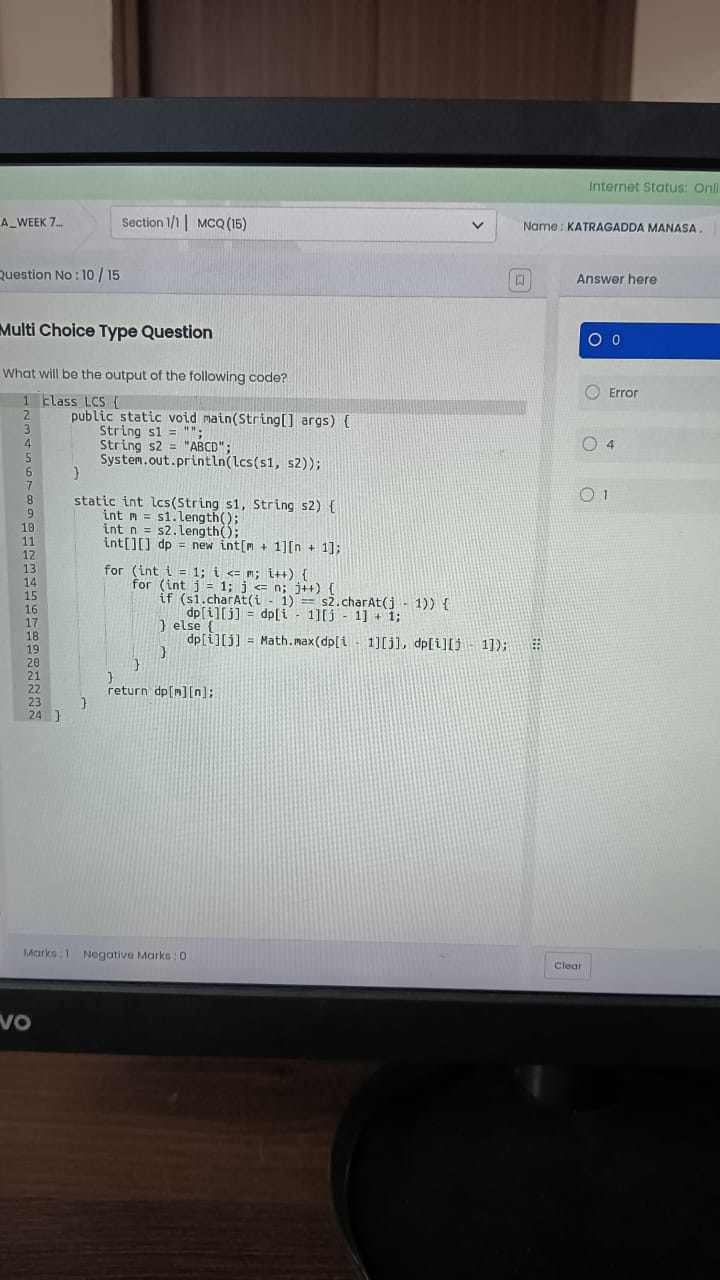 Internet Status: Onli
A_WEEK 7...
Section 1/1 | MCQ (15)
Name : KATRAGADDA MANASA .
Question No : 10 / 15
Answer here
Multi Choice Type Question
What will be the output of the following code?
1 class LCS {
2 public static void main(String[] args) {
3 String s1 = "";
4 String s2 = "ABCD";
5 System.out.println(lcs(s1, s2));
6 }
7
8 static int lcs(String s1, String s2) {
9 int m = s1.length();
10 int n = s2.length();
11 int[][] dp = new int[m + 1][n + 1];
12
13 for (int i = 1; i <= m; i++) {
14 for (int j = 1; j <= n; j++) {
15 if (s1.charAt(i - 1) == s2.charAt(j - 1)) {
16 dp[i][j] = dp[i - 1][j - 1] + 1;
17 } else {
18 dp[i][j] = Math.max(dp[i - 1][j], dp[i][j - 1]);
19 }
20 }
21 }
22 return dp[m][n];
23 }
24 }
0
Error
4
1
Marks : 1 Negative Marks : 0
Clear
VO